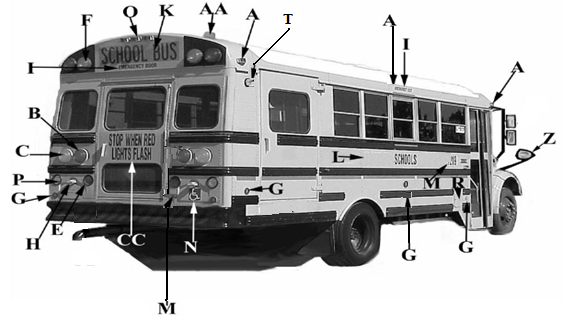 O K AA T
A A I
F SCHOOL BUS A
I EMERGENCY DOOR
B
C STOP WHEN RED
LIGHTS FLASH
L SCHOOLS
M R
Z
P
G G
H E CC N
M G G